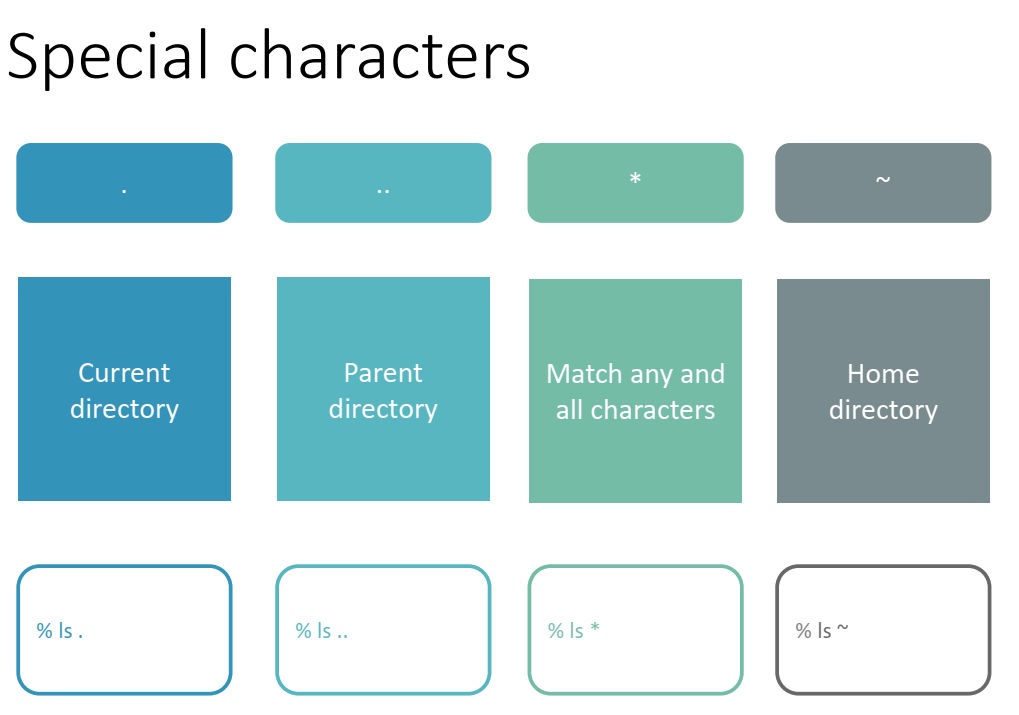 Special characters
.
..
*
~
Current
directory
Parent
directory
Match any and
all characters
Home
directory
% ls .
% ls ..
% ls *
% ls ~